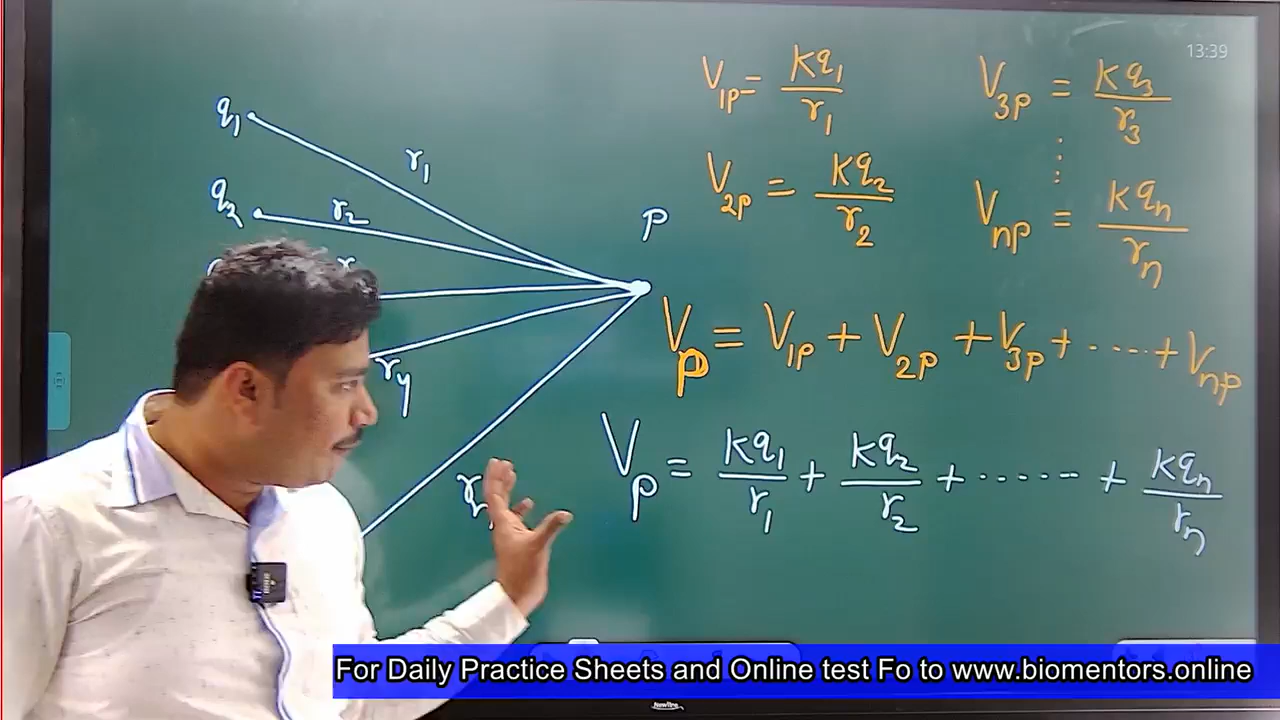 13:39
q₁
r₁
q₂
r₂
P
r₄
V₁ₚ = Kq₁/r₁
V₂ₚ = Kq₂/r₂
V₃ₚ = Kq₃/r₃
⋮
Vₙₚ = Kqₙ/rₙ
Vₚ = V₁ₚ + V₂ₚ + V₃ₚ + ..... + Vₙₚ
Vₚ = Kq₁/r₁ + Kq₂/r₂ + ...... + Kqₙ/rₙ
For Daily Practice Sheets and Online test Fo to www.biomentors.online